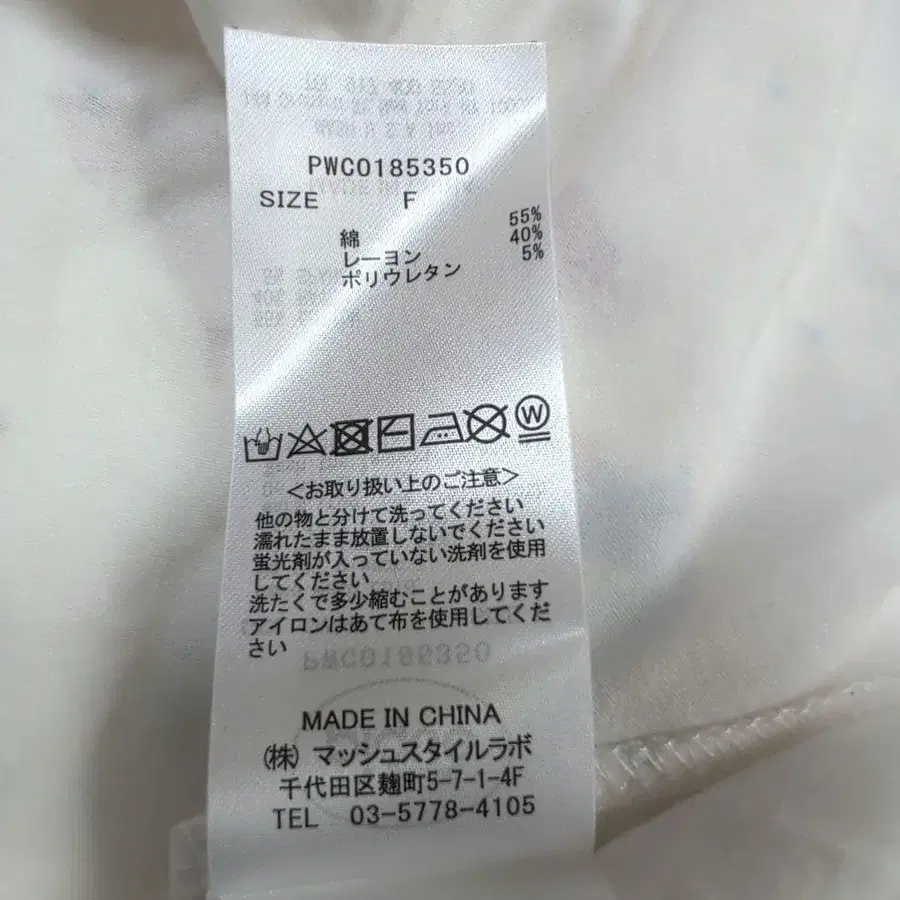 PWC0185350
SIZE F
綿 55%
レーヨン 40%
ポリウレタン 5%
W
<お取り扱い上のご注意>
他の物と分けて洗ってください
濡れたまま放置しないでください
蛍光剤が入っていない洗剤を使用
してください
洗たくで多少縮むことがあります
アイロンはあて布を使用してくだ
さい
MADE IN CHINA
(株) マッシュスタイルラボ
千代田区麹町5-7-1-4F
TEL 03-5778-4105